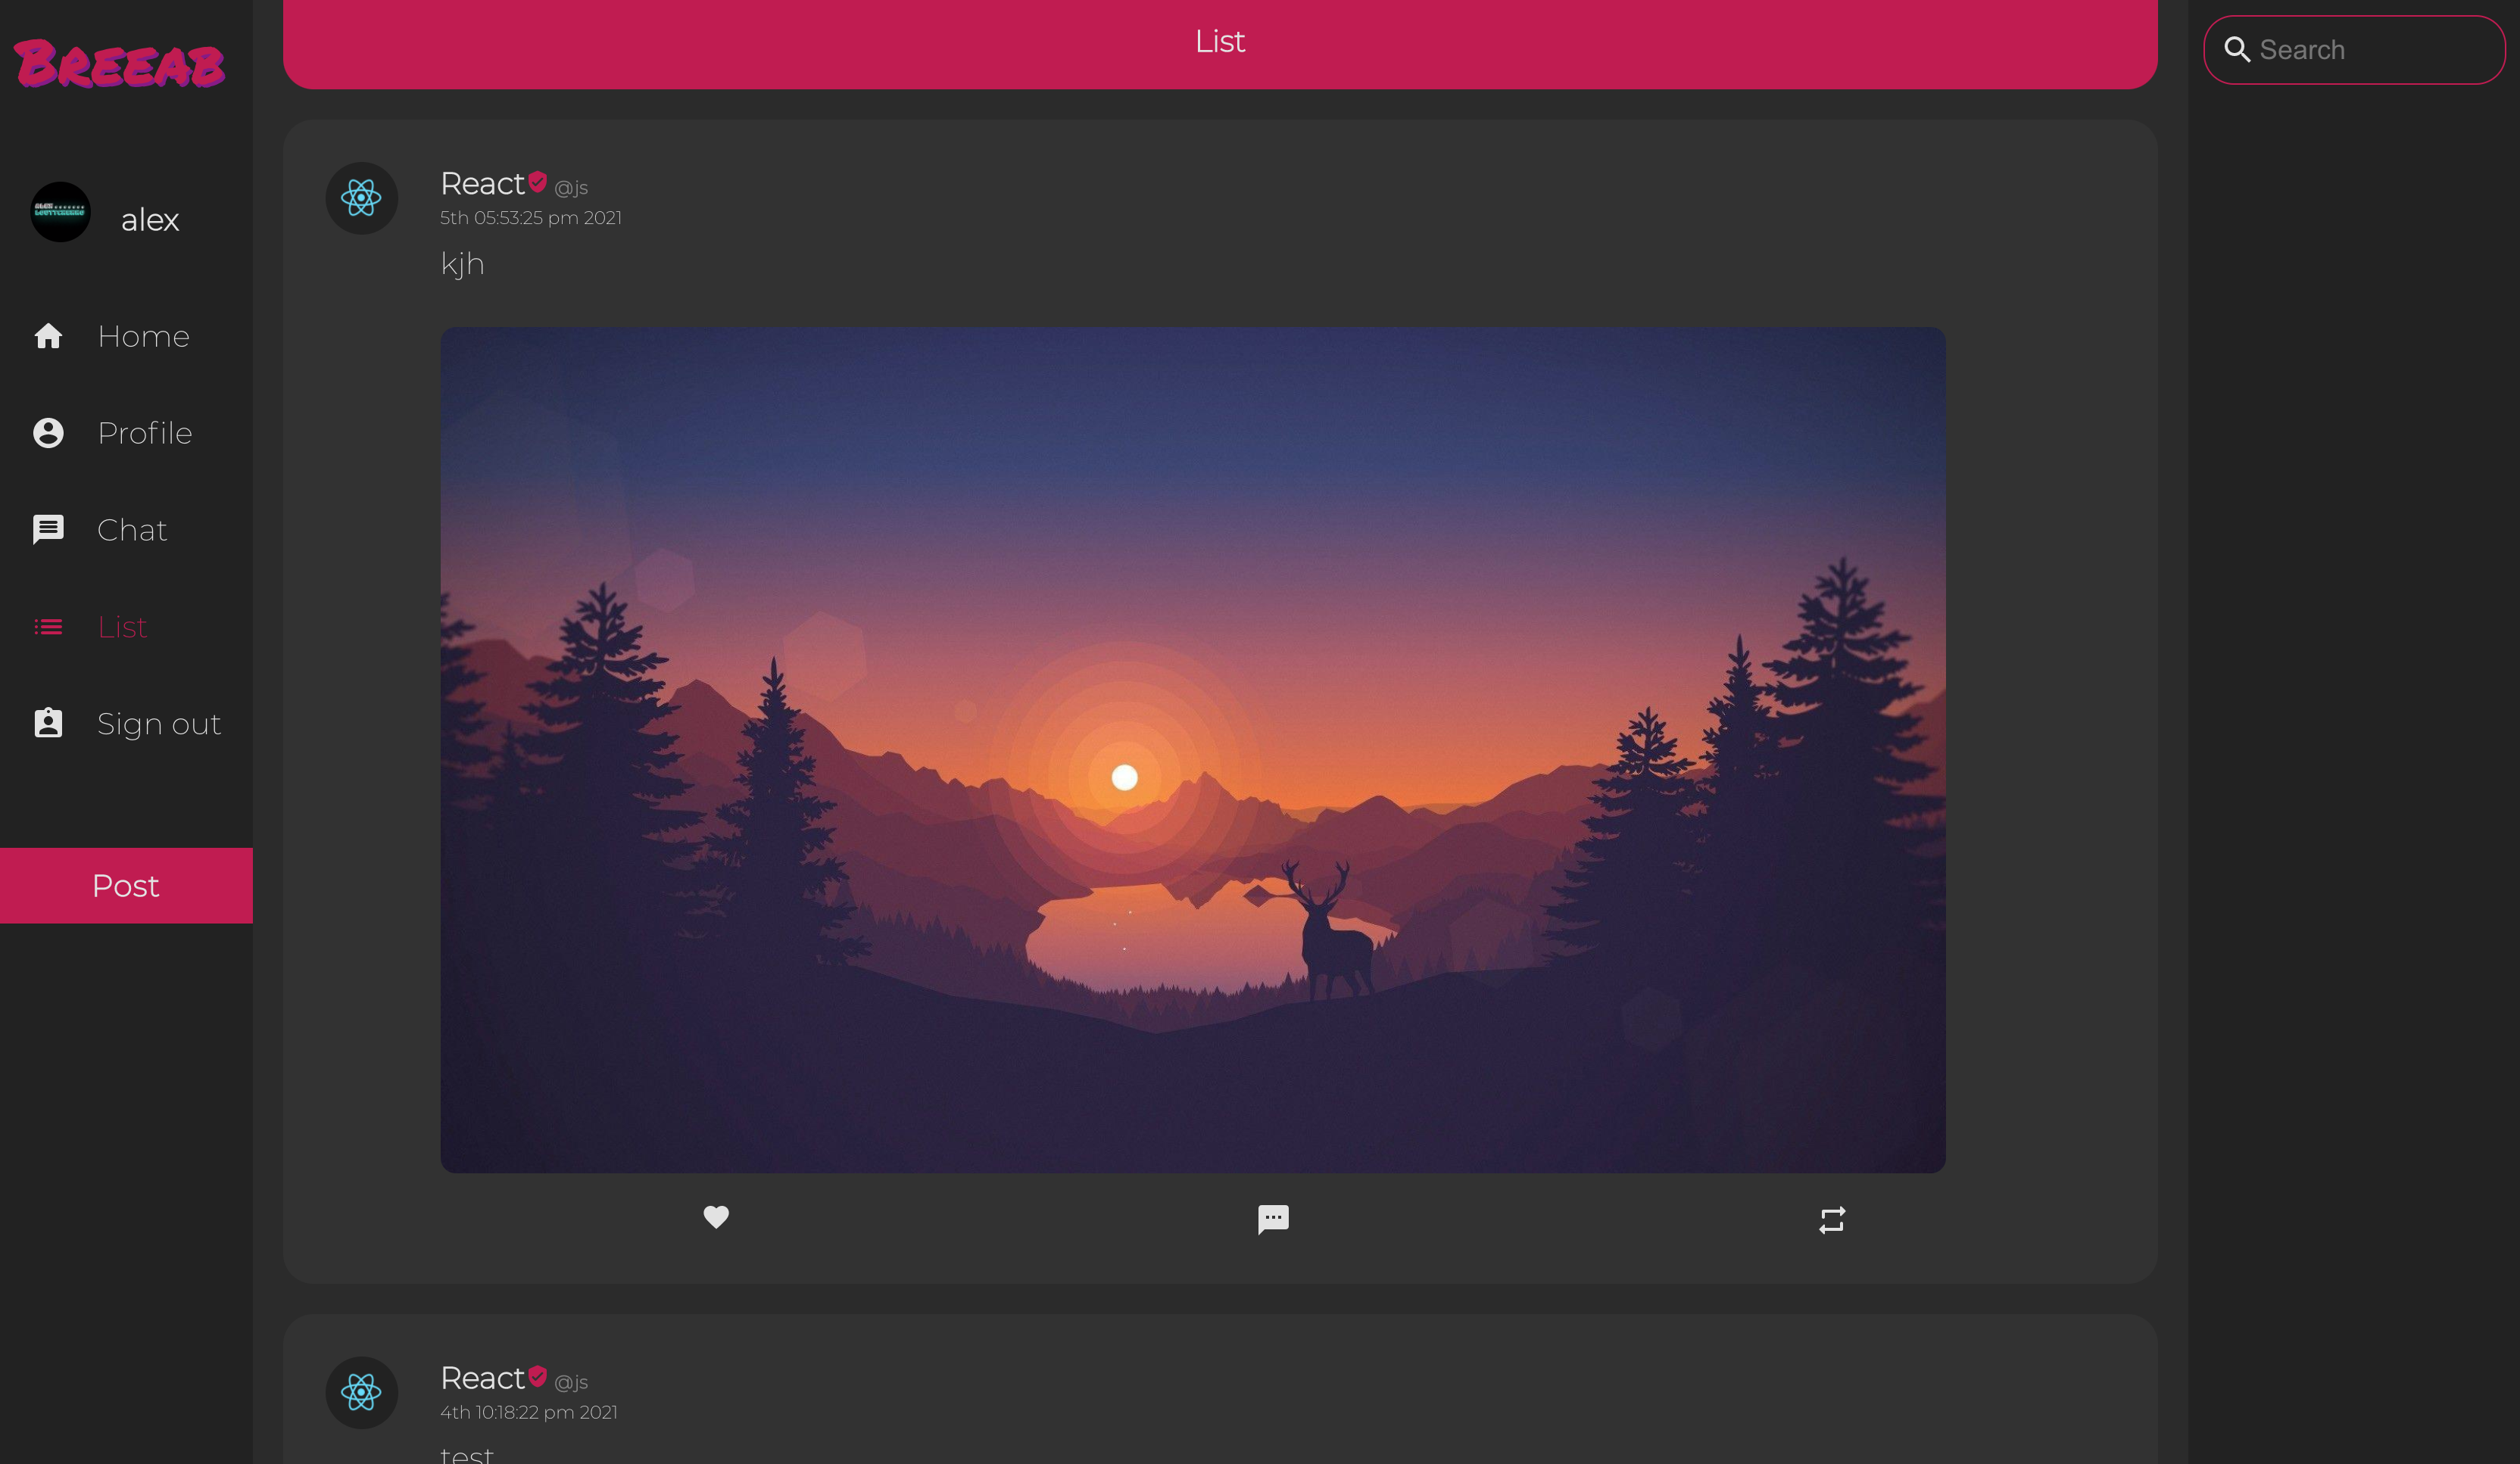 BREEAB
alex
Home
Profile
Chat
List
Sign out
Post
List
React @js
5th 05:53:25 pm 2021
kjh
React @js
4th 10:18:22 pm 2021
test
Search